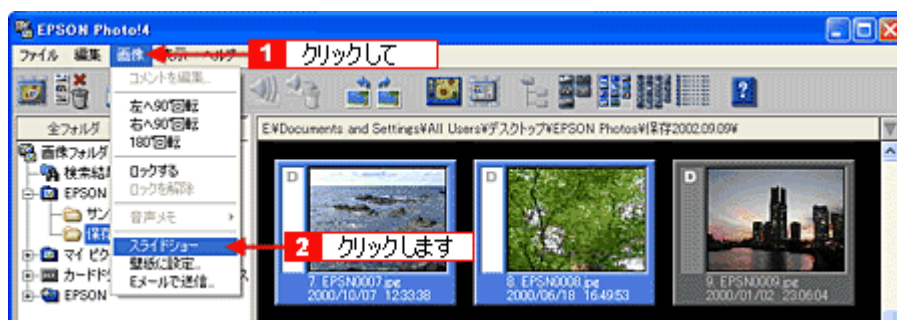 EPSON Photo!4
ファイル 編集 画像 表示 ヘルプ
1 クリックして
コメントを編集...
左へ90°回転
右へ90°回転
180°回転
ロックする
ロックを解除
音声メモ
スライドショー
壁紙に設定...
Eメールで送信...
2 クリックします
全フォルダ
画像フォルダ
検索結
EPSON
サン
保存
マイ ピク
カードド
ス
EPSON
E:¥Documents and Settings¥All Users¥デスクトップ¥EPSON Photos¥保存2002.09.09¥
D
7. EPSN0007.jpg
2000/10/07 12:33:38
D
8. EPSN0008.jpg
2000/06/18 16:49:53
D
9. EPSN0009.jpg
2000/01/02 23:06:04